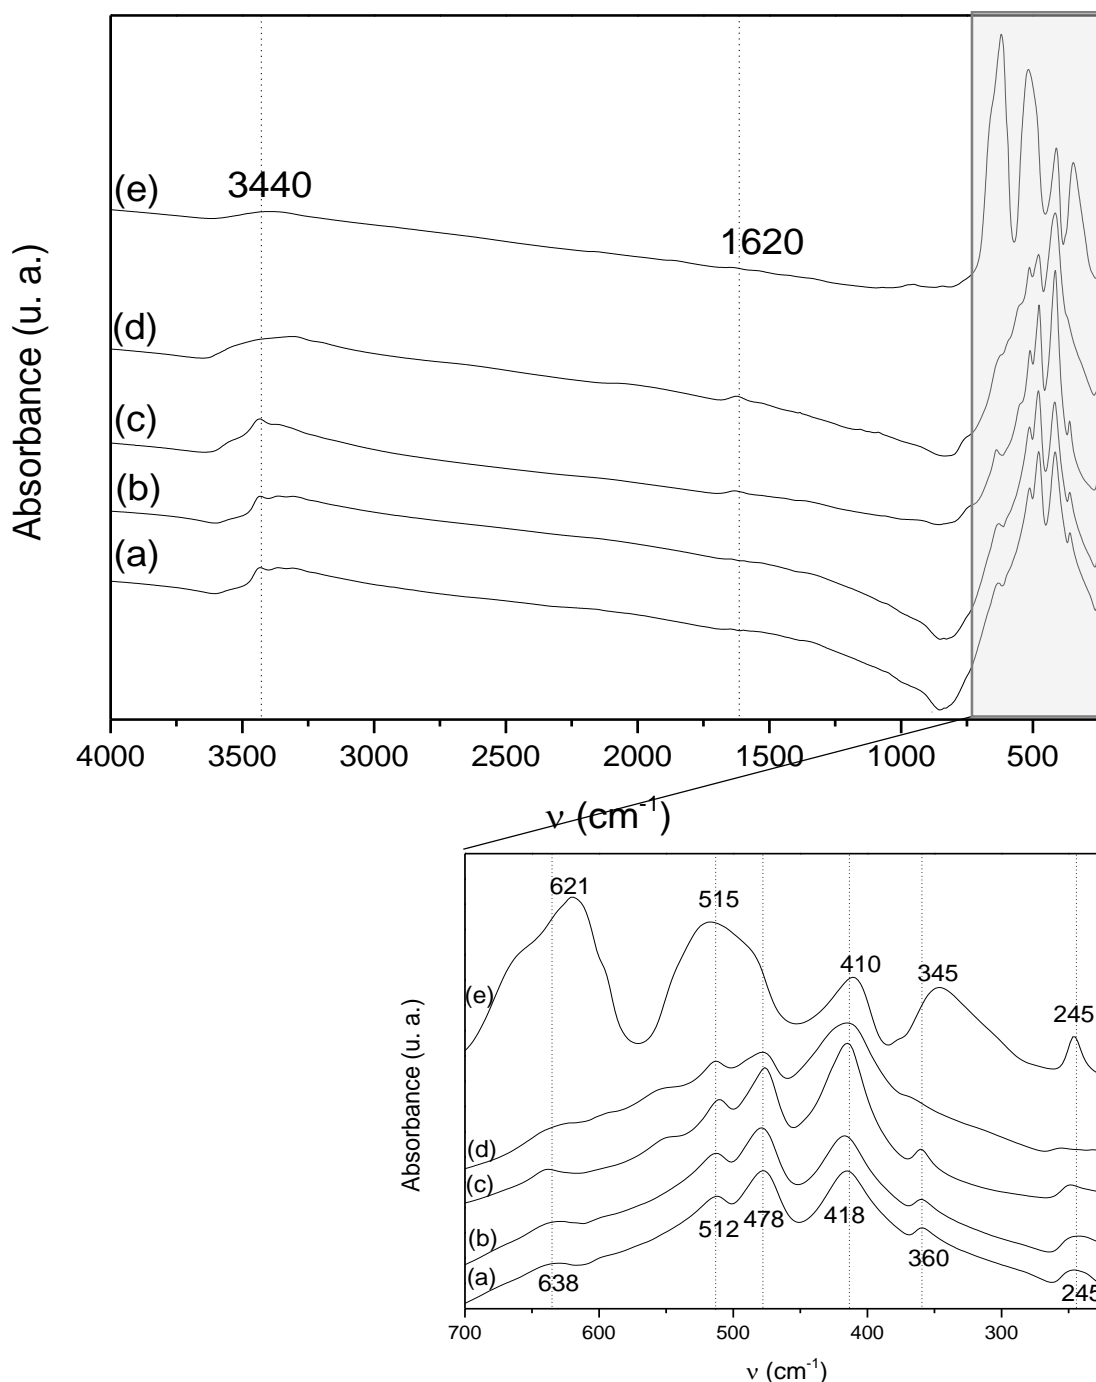 (e)
3440
1620
(d)
(c)
(b)
(a)
Absorbance (u. a.)
4000 3500 3000 2500 2000 1500 1000 500
ν (cm-1)
621
515
410
345
245
(e)
(d)
(c)
(b)
(a)
512
478
418
360
638
245
Absorbance (u. a.)
700 600 500 400 300
ν (cm-1)